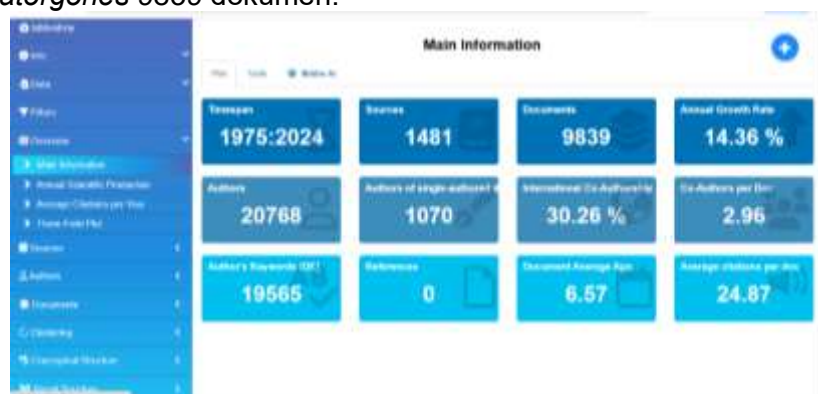 dokumen.
Main Information
Filters
Overview
Main Information
Annual Scientific Production
Average Citations per Year
Three-Field Plot
Sources
Authors
Documents
Clustering
Conceptual Structure
Timespan
1975:2024
Sources
1481
Documents
9839
Annual Growth Rate
14.36 %
Authors
20768
Authors of single-authored
1070
International Co-Authorship
30.26 %
Co-Authors per Doc
2.96
Author's Keywords (DE)
19565
References
0
Document Average Age
6.57
Average citations per doc
24.87